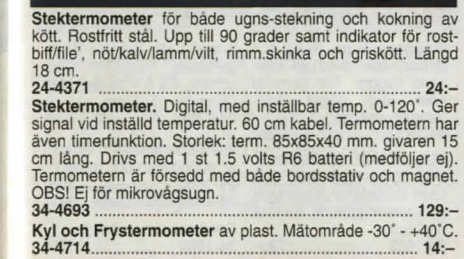 Stektermometer för både ugns-stekning och kokning av
kött. Rostfritt stål. Upp till 90 grader samt indikator för rost-
biff/file', nöt/kalv/lamm/vilt, rimm.skinka och griskött. Längd
18 cm.
24-4371 ........................................................ 24:–
Stektermometer. Digital, med inställbar temp. 0-120°. Ger
signal vid inställd temperatur. 60 cm kabel. Termometern har
även timerfunktion. Storlek: term. 85x85x40 mm. givaren 15
cm lång. Drivs med 1 st 1.5 volts R6 batteri (medföljer ej).
Termometern är försedd med både bordsstativ och magnet.
OBS! Ej för mikrovågsugn.
34-4693 ...................................................... 129:–
Kyl och Frystermometer av plast. Mätområde -30° - +40°C.
34-4714........................................................ 14:–